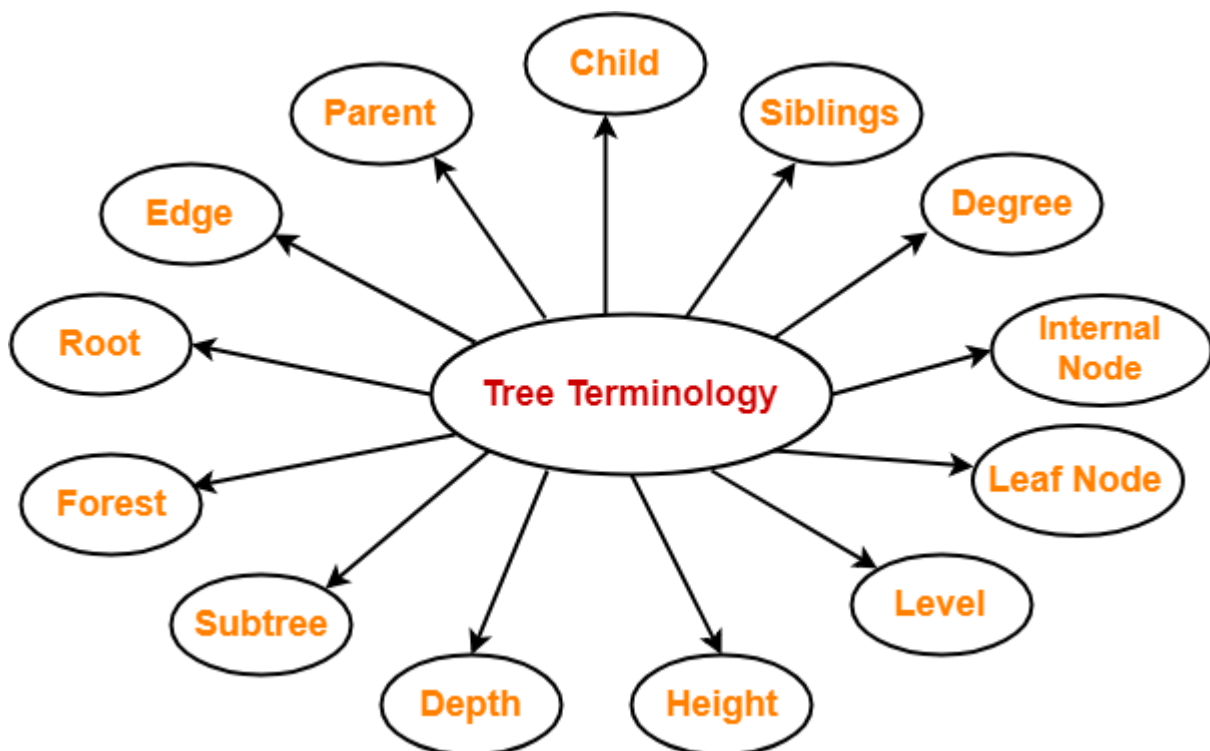 Child
Parent
Siblings
Edge
Degree
Root
Internal
Node
Tree Terminology
Forest
Leaf Node
Subtree
Level
Depth
Height